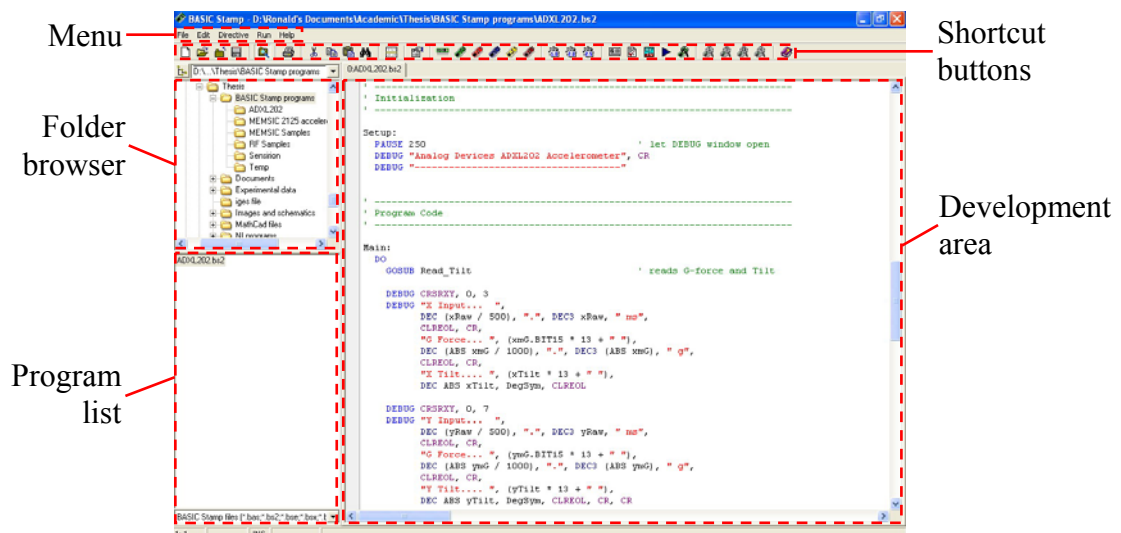 BASIC Stamp - D:\Ronald's Documents\Academic\Thesis\BASIC Stamp programs\ADXL202.bs2
Menu
File Edit Directive Run Help
Shortcut
buttons
D:\...\Thesis\BASIC Stamp programs
0:ADXL202.bs2
Folder
browser
Thesis
BASIC Stamp programs
ADXL202
MEMSIC 2125 acceler
MEMSIC Samples
RF Samples
Sensirion
Temp
Documents
Experimental data
iges file
Images and schematics
MathCad files
NI programs
ADXL202.bs2
Program
list
BASIC Stamp files (*.bas;*.bs2;*.bse;*.bsx;*.b
' ----------------------------------------------------------------
' Initialization
' ----------------------------------------------------------------
Setup:
PAUSE 250 ' let DEBUG window open
DEBUG "Analog Devices ADXL202 Accelerometer", CR
DEBUG "------------------------------------"
' ----------------------------------------------------------------
' Program Code
' ----------------------------------------------------------------
Main:
DO
GOSUB Read_Tilt ' reads G-force and Tilt
DEBUG CRSRXY, 0, 3
DEBUG "X Input... ",
DEC (xRaw / 500), ".", DEC3 xRaw, " ms",
CLREOL, CR,
"G Force... ", (xmG.BIT15 * 13 + " "),
DEC (ABS xmG / 1000), ".", DEC3 (ABS xmG), " g",
CLREOL, CR,
"X Tilt.... ", (xTilt * 13 + " "),
DEC ABS xTilt, DegSym, CLREOL
DEBUG CRSRXY, 0, 7
DEBUG "Y Input... ",
DEC (yRaw / 500), ".", DEC3 yRaw, " ms",
CLREOL, CR,
"G Force... ", (ymG.BIT15 * 13 + " "),
DEC (ABS ymG / 1000), ".", DEC3 (ABS ymG), " g",
CLREOL, CR,
"Y Tilt.... ", (yTilt * 13 + " "),
DEC ABS yTilt, DegSym, CLREOL, CR, CR
Development
area